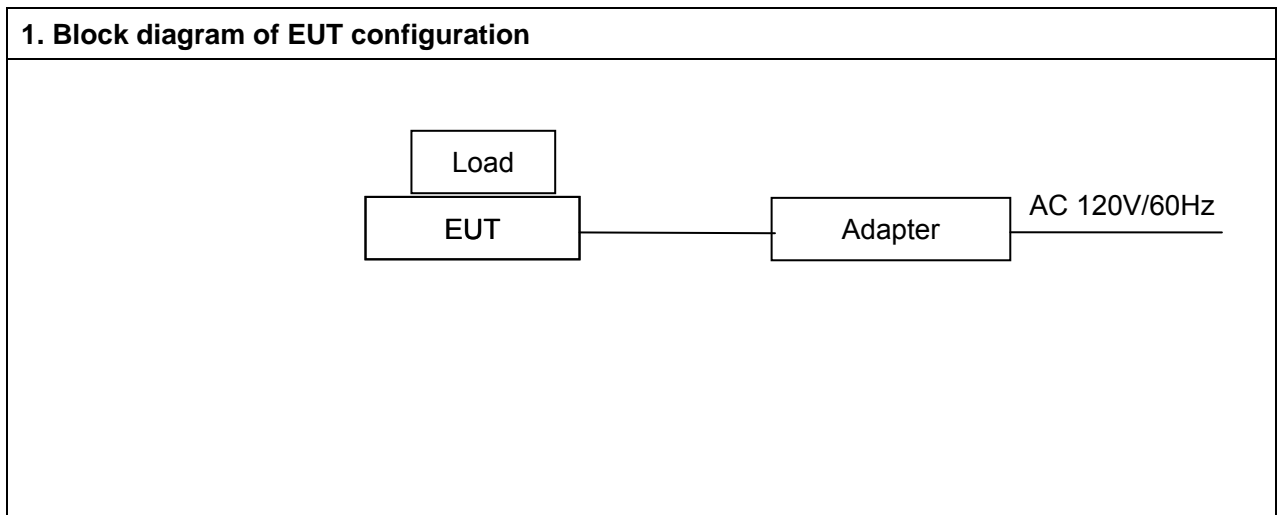 1. Block diagram of EUT configuration
Load
EUT
Adapter
AC 120V/60Hz